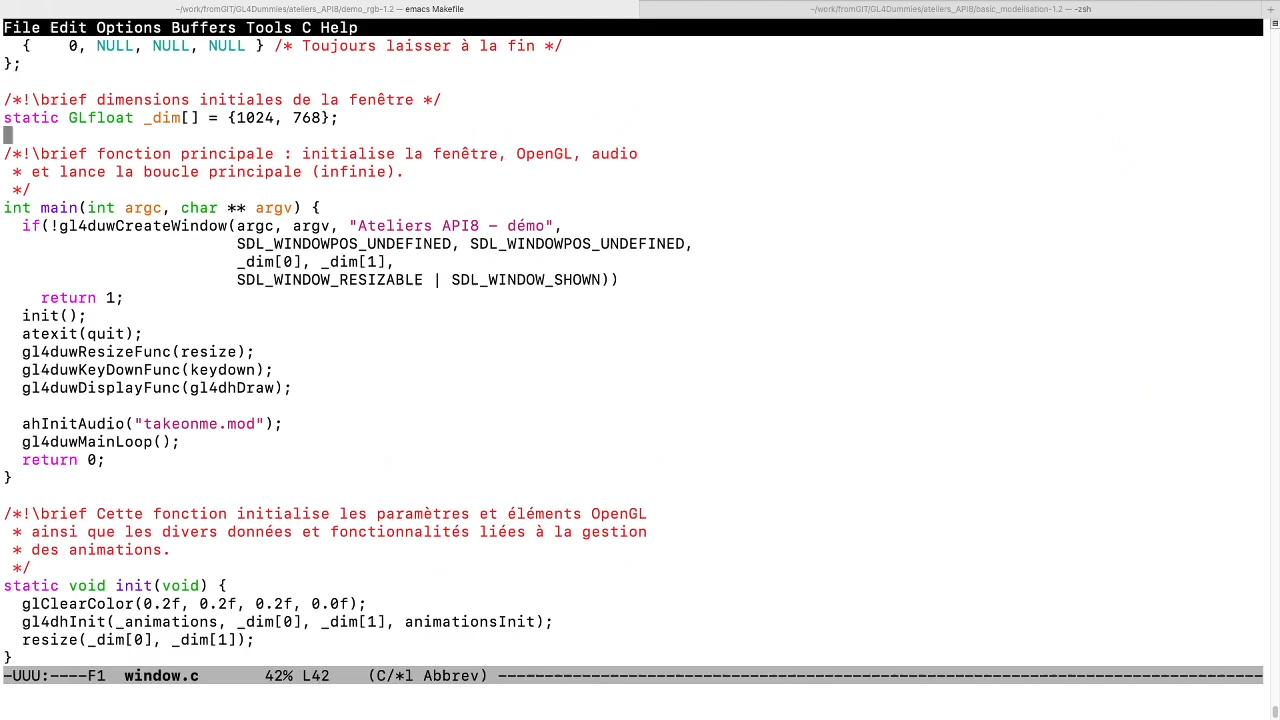 ~/work/fromGIT/GL4Dummies/ateliers_API8/demo_rgb-1.2 — emacs Makefile
~/work/fromGIT/GL4Dummies/ateliers_API8/basic_modelisation-1.2 — -zsh
File Edit Options Buffers Tools C Help
  {    0, NULL, NULL, NULL } /* Toujours laisser à la fin */
};
/*!\brief dimensions initiales de la fenêtre */
static GLfloat _dim[] = {1024, 768};
/*!\brief fonction principale : initialise la fenêtre, OpenGL, audio
 * et lance la boucle principale (infinie).
 */
int main(int argc, char ** argv) {
  if(!gl4duwCreateWindow(argc, argv, "Ateliers API8 - démo",
                         SDL_WINDOWPOS_UNDEFINED, SDL_WINDOWPOS_UNDEFINED,
                         _dim[0], _dim[1],
                         SDL_WINDOW_RESIZABLE | SDL_WINDOW_SHOWN))
    return 1;
  init();
  atexit(quit);
  gl4duwResizeFunc(resize);
  gl4duwKeyDownFunc(keydown);
  gl4duwDisplayFunc(gl4dhDraw);
  ahInitAudio("takeonme.mod");
  gl4duwMainLoop();
  return 0;
}
/*!\brief Cette fonction initialise les paramètres et éléments OpenGL
 * ainsi que les divers données et fonctionnalités liées à la gestion
 * des animations.
 */
static void init(void) {
  glClearColor(0.2f, 0.2f, 0.2f, 0.0f);
  gl4dhInit(_animations, _dim[0], _dim[1], animationsInit);
  resize(_dim[0], _dim[1]);
}
-UUU:----F1  window.c       42% L42    (C/*l Abbrev) ----------------------------------------------------------------------------------